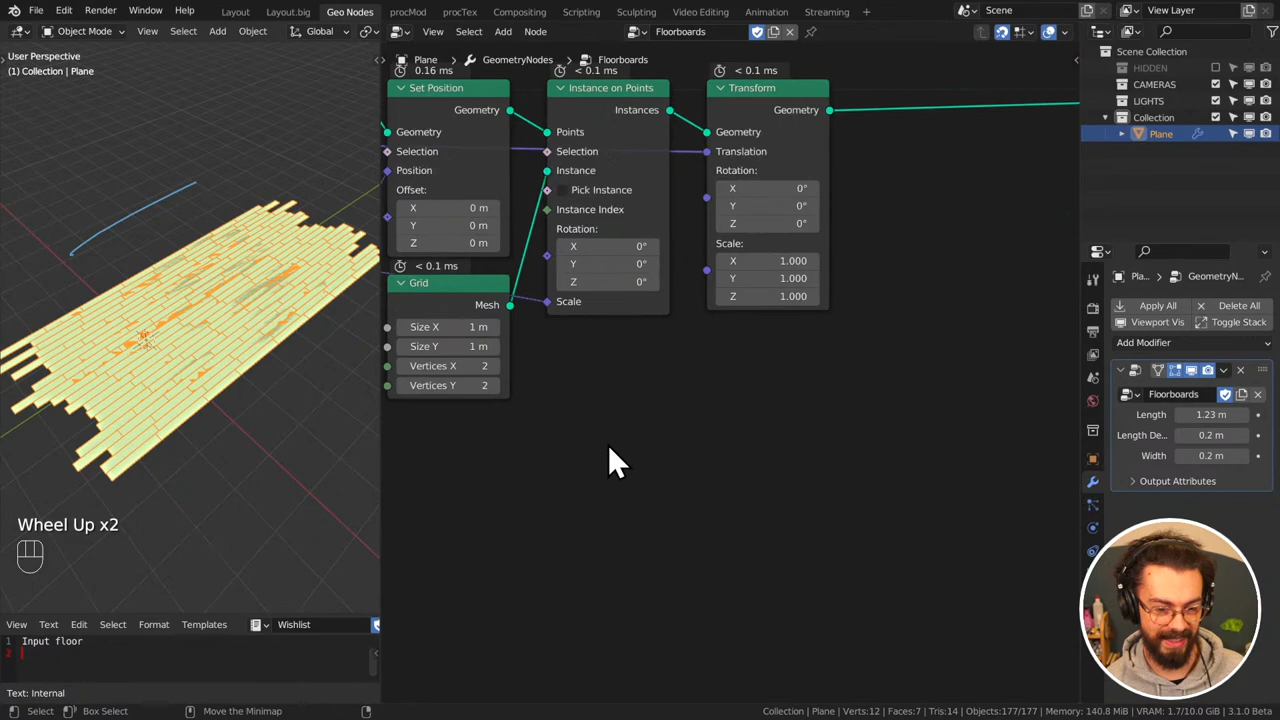 File Edit Render Window Help Layout Layout.big Geo Nodes procMod procTex Compositing Scripting Sculpting Video Editing Animation Streaming + Scene View Layer
Object Mode View Select Add Object Global View Select Add Node Floorboards
User Perspective
(1) Collection | Plane
Plane > GeometryNodes > Floorboards
0.16 ms < 0.1 ms < 0.1 ms
Set Position
Geometry
Geometry
Selection
Position
Offset:
X 0 m
Y 0 m
Z 0 m
Instance on Points
Instances
Points
Selection
Instance
Pick Instance
Instance Index
Rotation:
X 0°
Y 0°
Z 0°
Scale
Transform
Geometry
Geometry
Translation
Rotation:
X 0°
Y 0°
Z 0°
Scale:
X 1.000
Y 1.000
Z 1.000
< 0.1 ms
Grid
Mesh
Size X 1 m
Size Y 1 m
Vertices X 2
Vertices Y 2
Scene Collection
HIDDEN
CAMERAS
LIGHTS
Collection
Plane
Pla... > GeometryN...
Apply All Delete All
Viewport Vis Toggle Stack
Add Modifier
Floorboards
Length 1.23 m
Length De... 0.2 m
Width 0.2 m
Output Attributes
Wheel Up x2
View Text Edit Select Format Templates Wishlist
1 Input floor
2
Text: Internal
Select Box Select Move the Minimap Collection | Plane | Verts:12 | Faces:7 | Tris:14 | Objects:177/177 | Memory: 140.8 MiB | VRAM: 1.7/10.0 GiB | 3.1.0 Beta